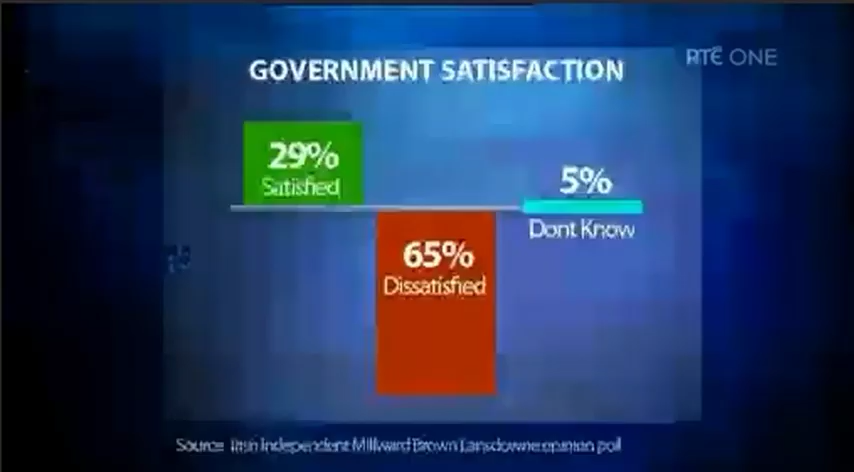 RTÉ ONE
GOVERNMENT SATISFACTION
29%
Satisfied
5%
Dont Know
65%
Dissatisfied
Source Irish Independent Millward Brown Lansdowne opinion poll